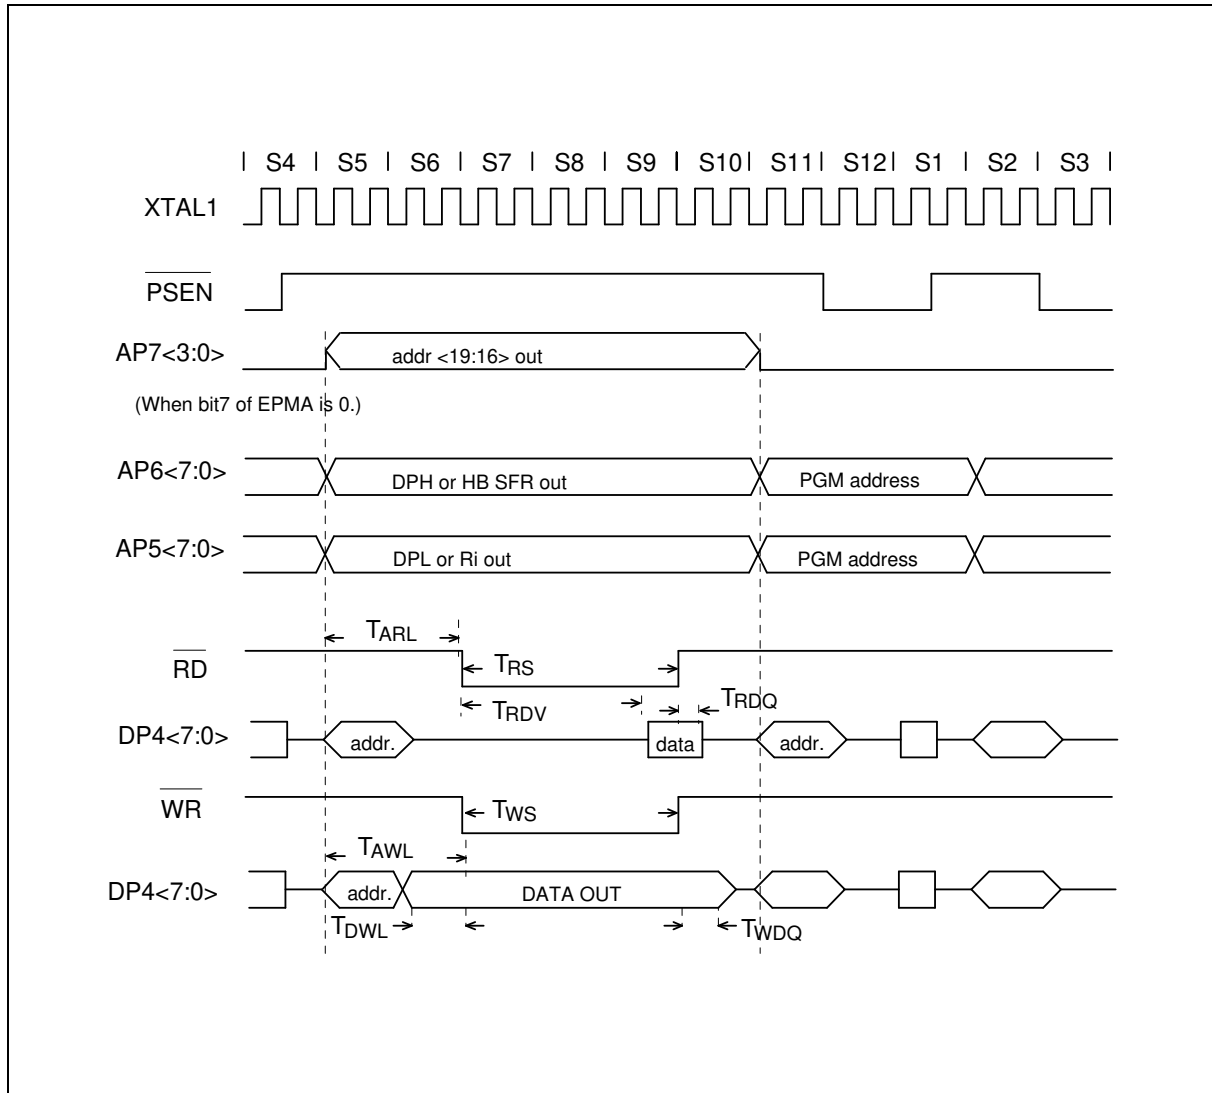 | S4 | S5 | S6 | S7 | S8 | S9 | S10 | S11 | S12 | S1 | S2 | S3 |
XTAL1
PSEN
AP7<3:0>
addr <19:16> out
(When bit7 of EPMA is 0.)
AP6<7:0>
DPH or HB SFR out
PGM address
AP5<7:0>
DPL or Ri out
PGM address
TARL
RD
TRS
TRDV
TRDQ
DP4<7:0>
addr.
data
addr.
WR
TWS
TAWL
DP4<7:0>
addr.
DATA OUT
TDWL
TWDQ